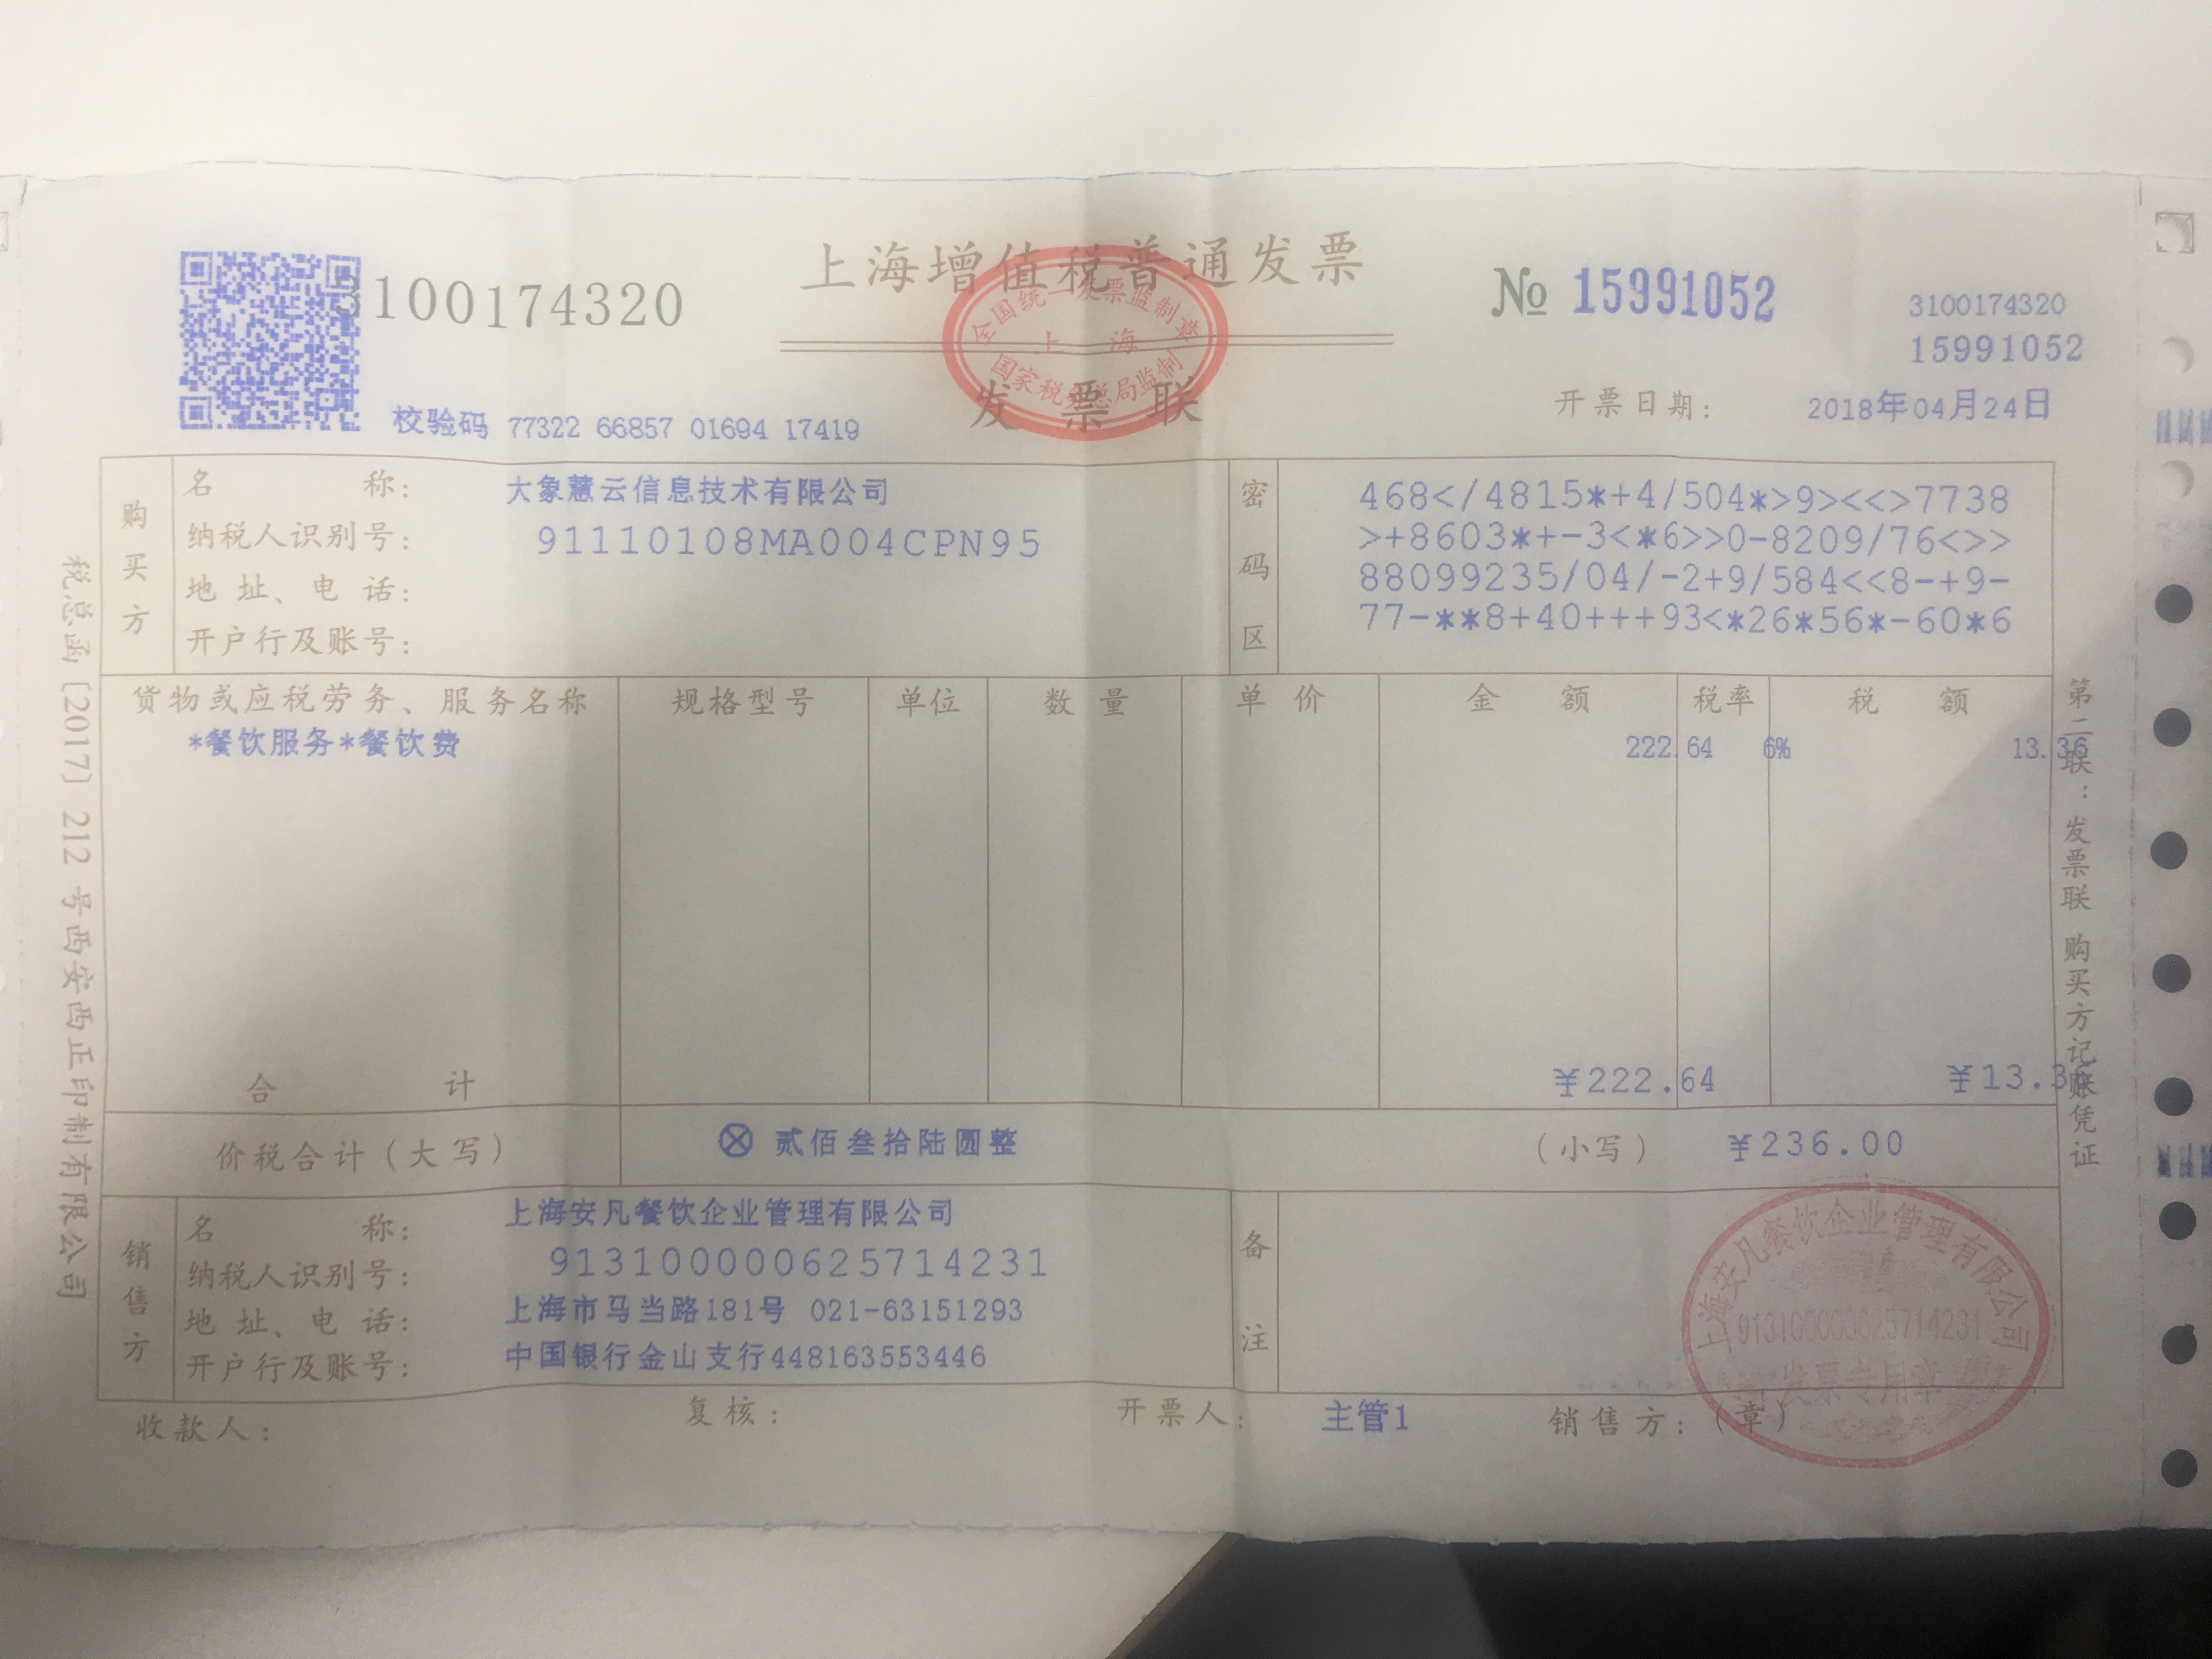 上海增值税普通发票
3100174320
№ 15991052
3100174320
15991052
全国统一发票监制章
上海
国家税务总局监制
发票联
校验码 77322 66857 01694 17419
开票日期: 2018年04月24日
购买方
名称: 大象慧云信息技术有限公司
纳税人识别号: 91110108MA004CPN95
地址、电话:
开户行及账号:
密码区
468</4815*+4/504*>9><<>7738
>+8603*+-3<*6>>0-8209/76<>>
88099235/04/-2+9/584<<8-+9-
77-**8+40+++93<*26*56*-60*6
货物或应税劳务、服务名称 规格型号 单位 数量 单价 金额 税率 税额
*餐饮服务*餐饮费 222.64 6% 13.36
合计 ¥222.64 ¥13.36
价税合计(大写) ⊗ 贰佰叁拾陆圆整 (小写) ¥236.00
销售方
名称: 上海安凡餐饮企业管理有限公司
纳税人识别号: 913100000625714231
地址、电话: 上海市马当路181号 021-63151293
开户行及账号: 中国银行金山支行448163553446
备注
收款人: 复核: 开票人: 主管1 销售方:(章)
上海安凡餐饮企业管理有限公司
913100000625714231
发票专用章
税总函〔2017〕212号西安西正印制有限公司
第二联:发票联 购买方记账凭证